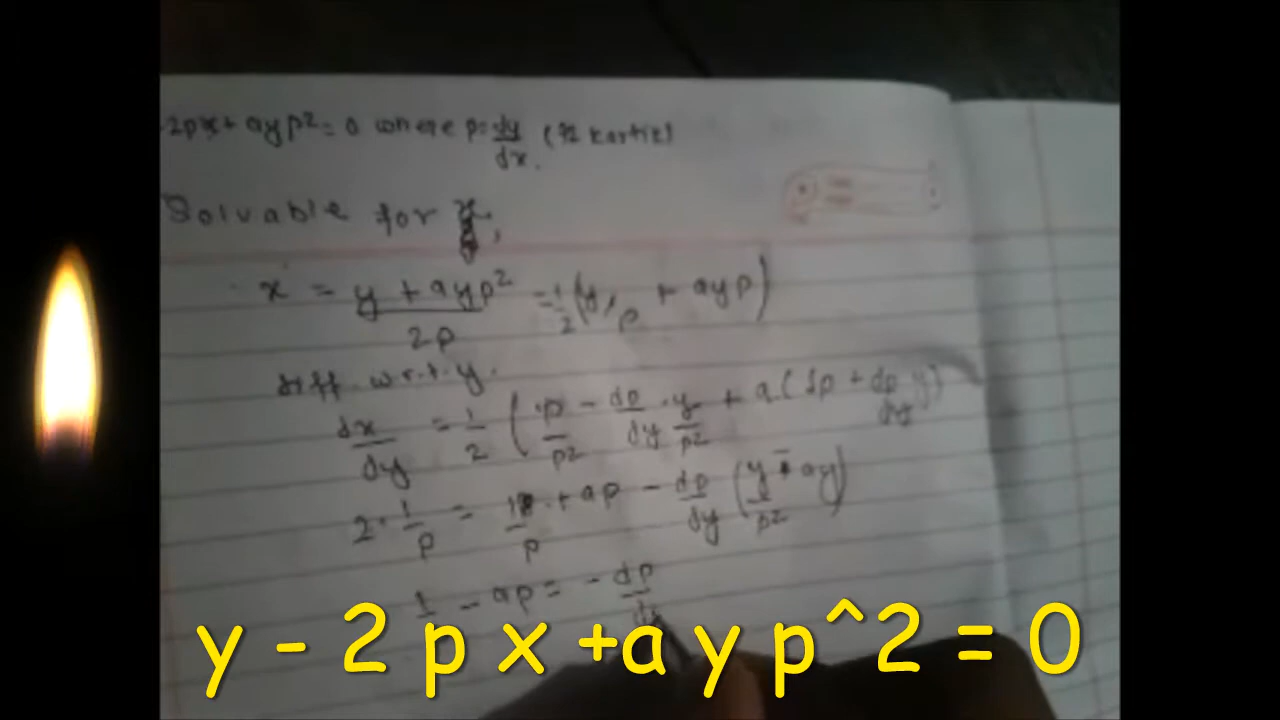 -2px + ayp² = 0 where p = dy/dx. (
Solvable for x,
x = y + ayp² / 2p = 1/2 (y/p + ayp)
diff w.r.t y.
dx/dy = 1/2 ( p/p² - dp/dy . y/p² + a ( 1p + dp/dy y))
2 . 1/p = 1/p + ap - dp/dy (y/p² - ay)
1 - ap = - dp
y - 2 p x +a y p^2 = 0